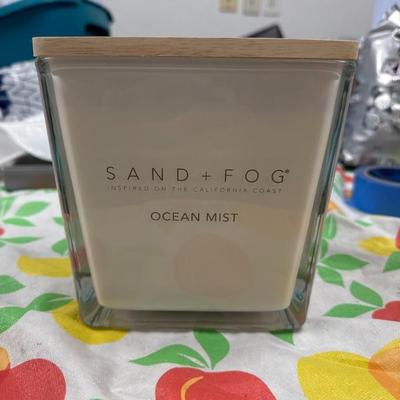 SAND + FOG®
INSPIRED ON THE CALIFORNIA COAST
OCEAN MIST